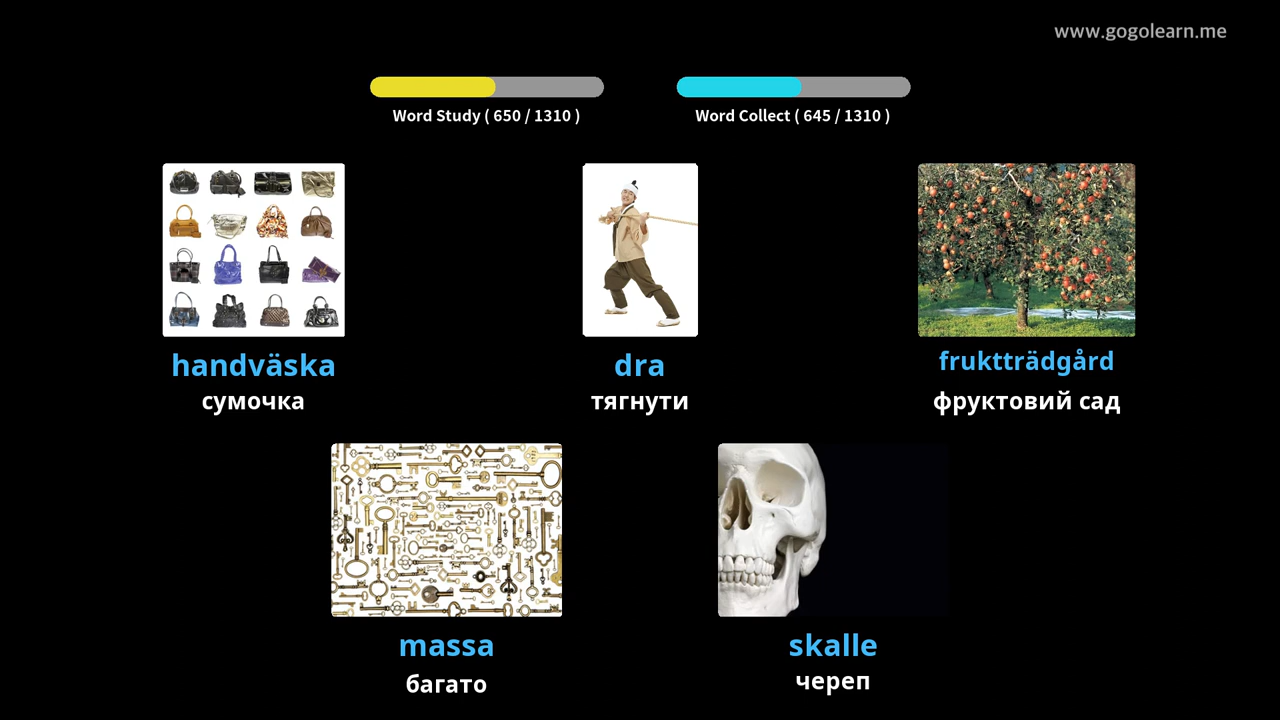 www.gogolearn.me
Word Study ( 650 / 1310 )
Word Collect ( 645 / 1310 )
handväska
сумочка
dra
тягнути
fruktträdgård
фруктовий сад
massa
багато
skalle
череп